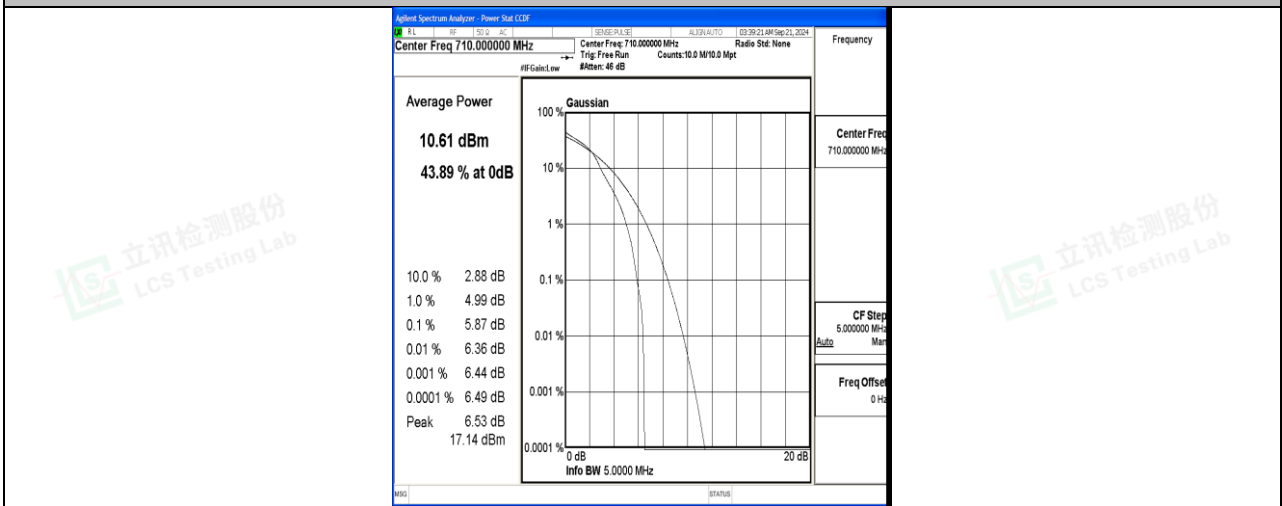 Agilent Spectrum Analyzer - Power Stat CCDF
RL RF 50 Ω AC SENSE:PULSE ALIGN AUTO 03:39:21 AM Sep 21, 2024
Center Freq 710.000000 MHz
Center Freq: 710.000000 MHz Radio Std: None
Trig: Free Run Counts:10.0 M/10.0 Mpt
#IFGain:Low #Atten: 46 dB
Frequency
Average Power
10.61 dBm
43.89 % at 0dB
10.0 % 2.88 dB
1.0 % 4.99 dB
0.1 % 5.87 dB
0.01 % 6.36 dB
0.001 % 6.44 dB
0.0001 % 6.49 dB
Peak 6.53 dB
17.14 dBm
Gaussian
100 %
10 %
1 %
0.1 %
0.01 %
0.001 %
0.0001 %
0 dB 20 dB
Info BW 5.0000 MHz
Center Freq
710.000000 MHz
CF Step
5.000000 MHz
Auto Man
Freq Offset
0 Hz
MSG STATUS
立讯检测股份
LCS Testing Lab
立讯检测股份
LCS Testing Lab